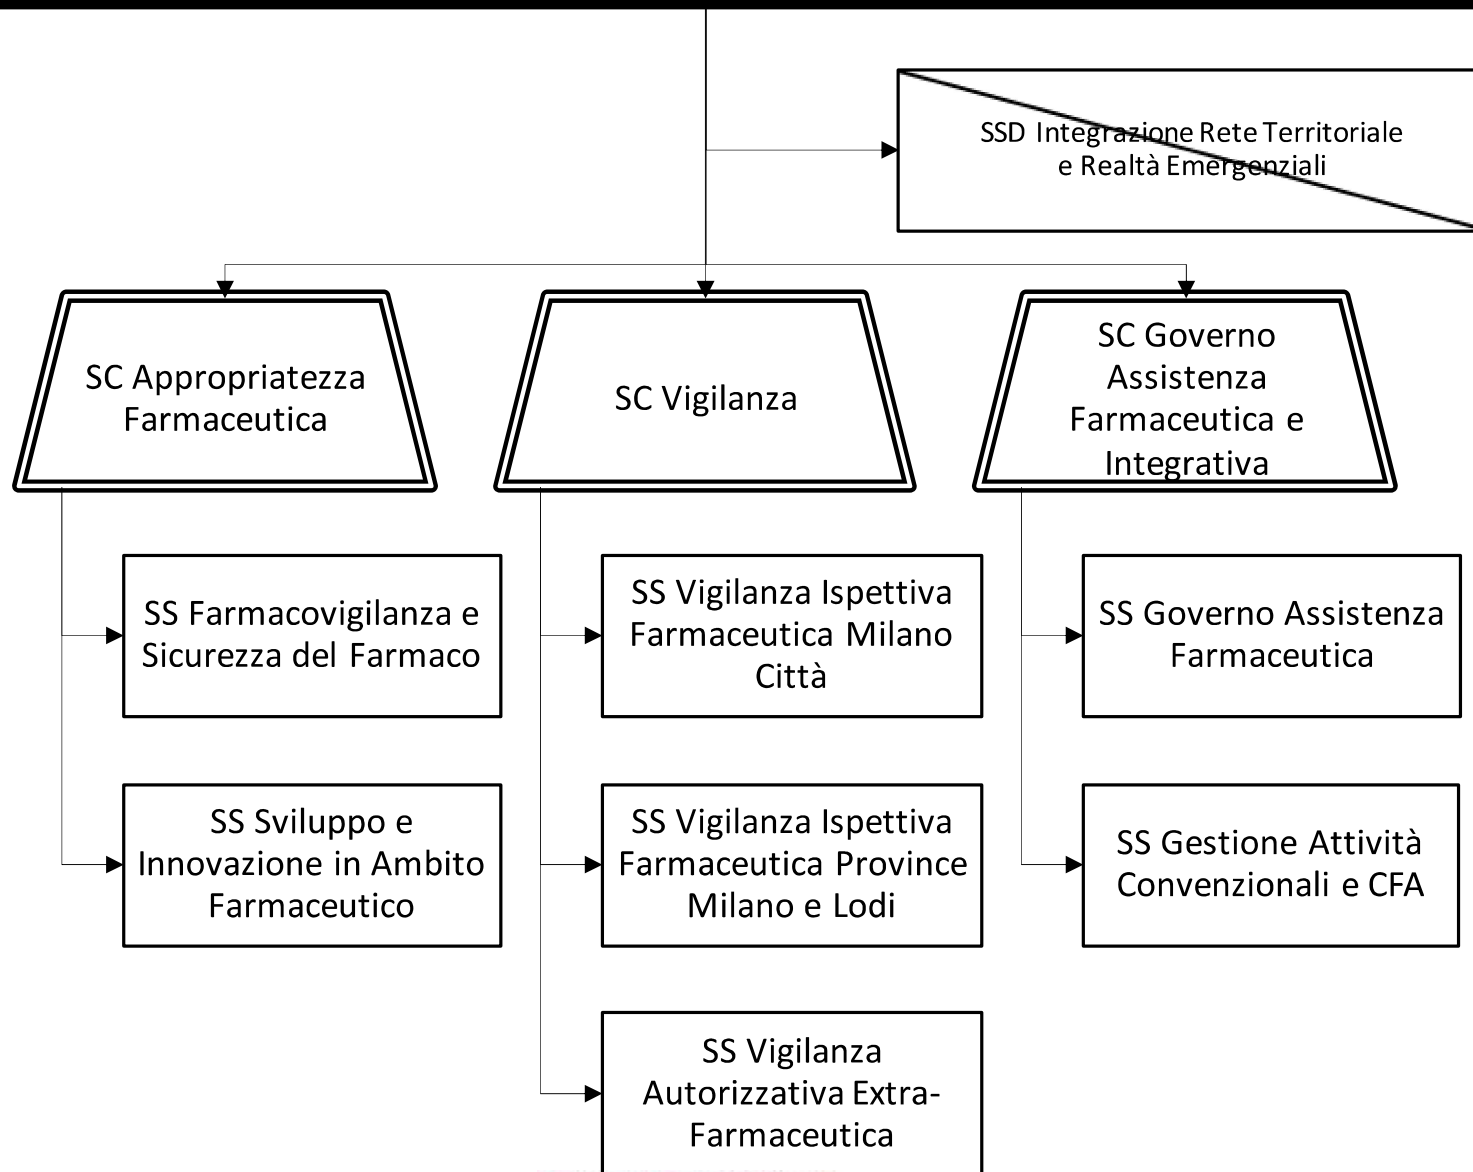 SSD Integrazione Rete Territoriale
e Realtà Emergenziali
SC Appropriatezza
Farmaceutica
SC Vigilanza
SC Governo
Assistenza
Farmaceutica e
Integrativa
SS Farmacovigilanza e
Sicurezza del Farmaco
SS Vigilanza Ispettiva
Farmaceutica Milano
Città
SS Governo Assistenza
Farmaceutica
SS Sviluppo e
Innovazione in Ambito
Farmaceutico
SS Vigilanza Ispettiva
Farmaceutica Province
Milano e Lodi
SS Gestione Attività
Convenzionali e CFA
SS Vigilanza
Autorizzativa Extra-
Farmaceutica